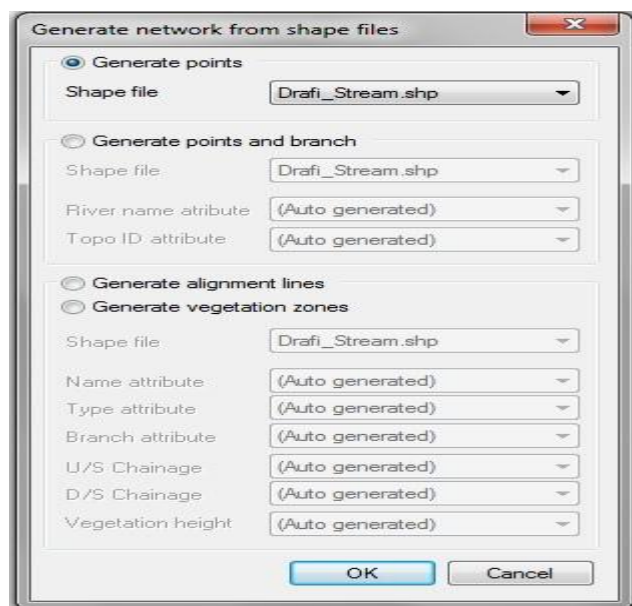 Generate network from shape files
Generate points
Shape file Drafi_Stream.shp
Generate points and branch
Shape file Drafi_Stream.shp
River name atribute (Auto generated)
Topo ID attribute (Auto generated)
Generate alignment lines
Generate vegetation zones
Shape file Drafi_Stream.shp
Name attribute (Auto generated)
Type attribute (Auto generated)
Branch attribute (Auto generated)
U/S Chainage (Auto generated)
D/S Chainage (Auto generated)
Vegetation height (Auto generated)
OK Cancel